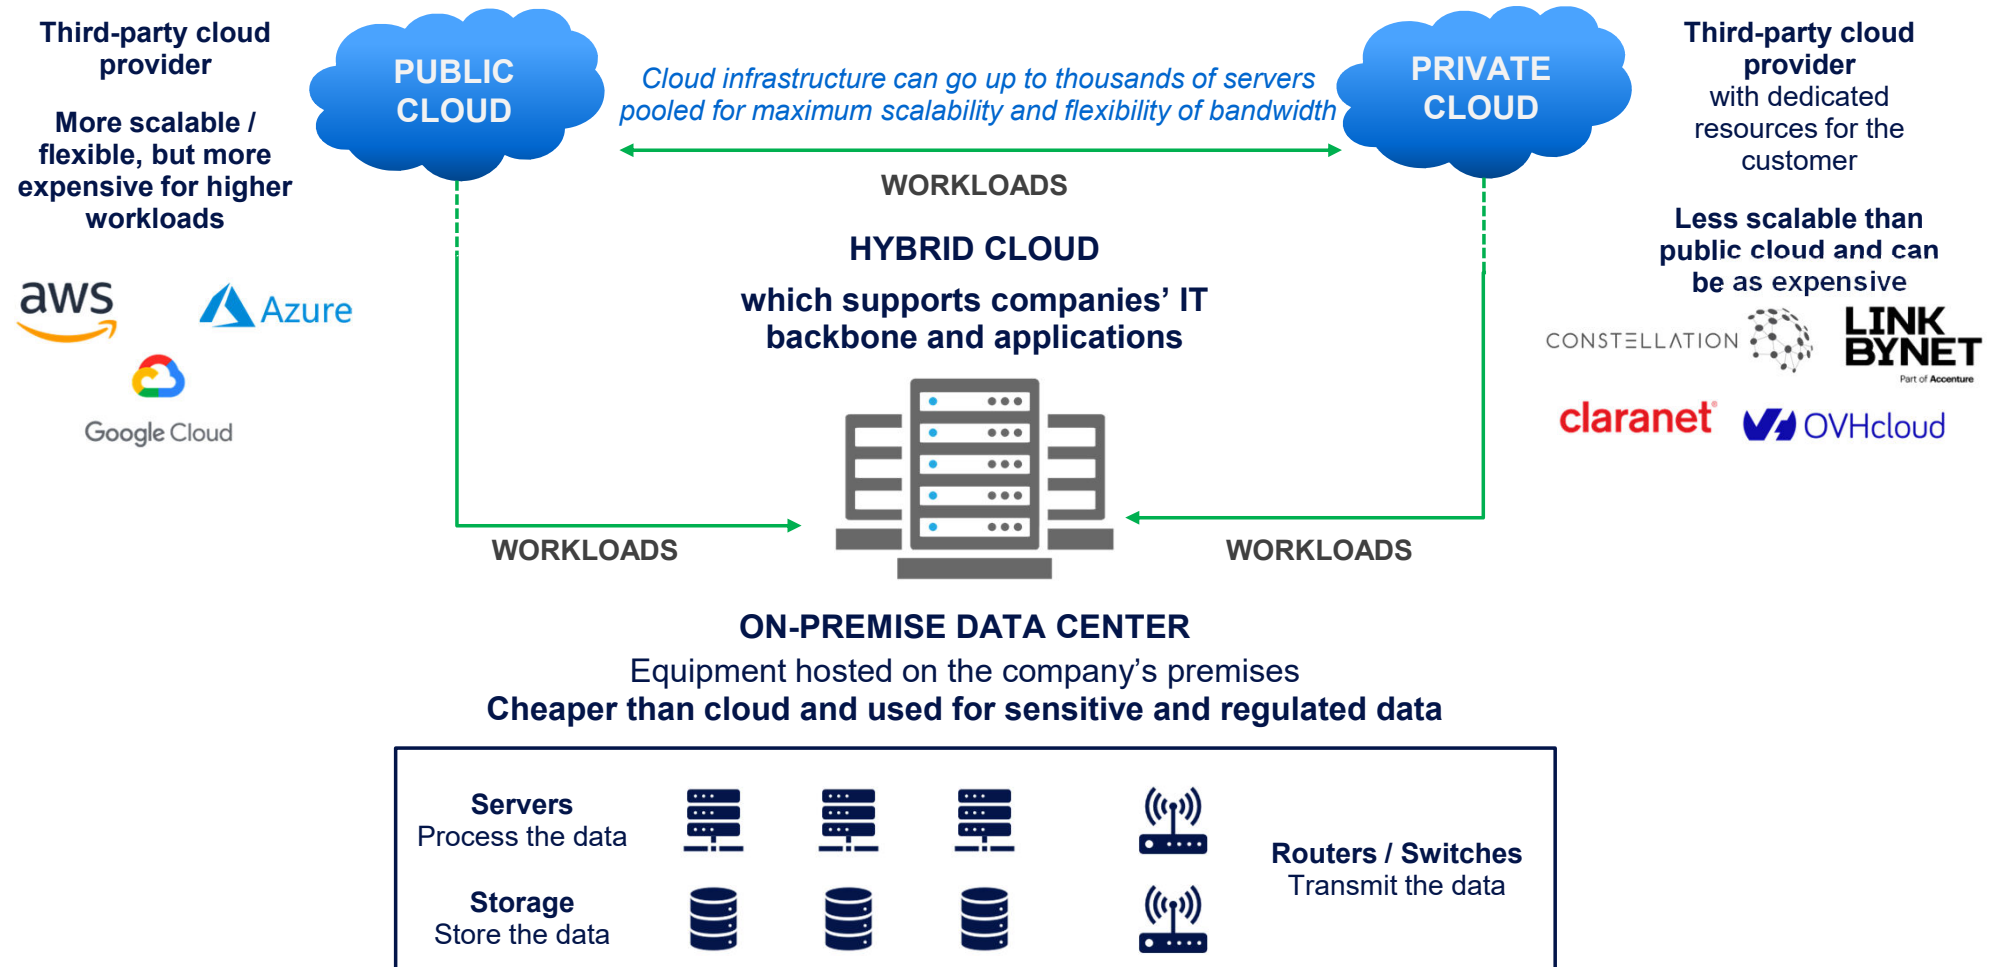 Third-party cloud
provider
More scalable /
flexible, but more
expensive for higher
workloads
aws
Azure
Google Cloud
PUBLIC
CLOUD
Cloud infrastructure can go up to thousands of servers
pooled for maximum scalability and flexibility of bandwidth
WORKLOADS
PRIVATE
CLOUD
Third-party cloud
provider
with dedicated
resources for the
customer
Less scalable than
public cloud and can
be as expensive
CONSTELLATION
LINK
BYNET
Part of Accenture
claranet
OVHcloud
HYBRID CLOUD
which supports companies’ IT
backbone and applications
WORKLOADS
WORKLOADS
ON-PREMISE DATA CENTER
Equipment hosted on the company’s premises
Cheaper than cloud and used for sensitive and regulated data
Servers
Process the data
Storage
Store the data
Routers / Switches
Transmit the data